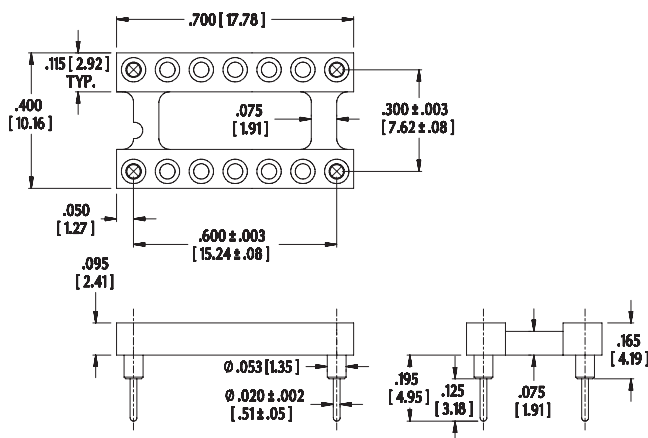 .700 [ 17.78]
.115 [ 2.92]
TYP.
.400
[ 10.16]
.075
[ 1.91]
.300 ±.003
[ 7.62 ± .08 ]
.050
[ 1.27]
.600 ±.003
[ 15.24 ± .08 ]
.095
[ 2.41]
Ø .053 [1.35]
Ø .020 ±.002
[ .51 ± .05]
.195
[ 4.95]
.125
[ 3.18]
.075
[ 1.91]
.165
[ 4.19]